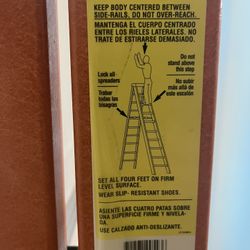 KEEP BODY CENTERED BETWEEN
SIDE-RAILS, DO NOT OVER-REACH.
MANTENGA EL CUERPO CENTRADO
ENTRE LOS RIELES LATERALES. NO
TRATE DE ESTIRARSE DEMASIADO.
Do not
stand above
this step
Lock all
spreaders
No subir
más allá de
este escalón
Trabar
todas las
bisagras
SET ALL FOUR FEET ON FIRM
LEVEL SURFACE.
WEAR SLIP- RESISTANT SHOES.
ASIENTE LAS CUATRO PATAS SOBRE
UNA SUPERFICIE FIRME Y NIVELA-
DA.
USE CALZADO ANTI-DESLIZANTE.